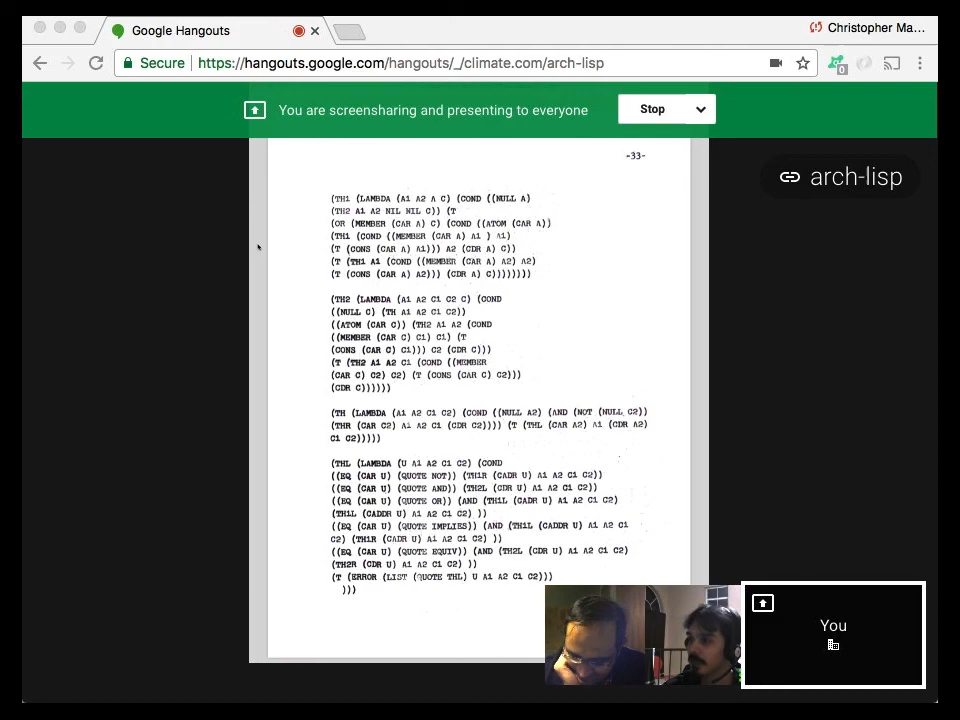 Google Hangouts
Christopher Ma...
Secure
https://hangouts.google.com/hangouts/_/climate.com/arch-lisp
0
You are screensharing and presenting to everyone
Stop
arch-lisp
-33-
(TH1 (LAMBDA (A1 A2 A C) (COND ((NULL A)
(TH2 A1 A2 NIL NIL C)) (T
(OR (MEMBER (CAR A) C) (COND ((ATOM (CAR A))
(TH1 (COND ((MEMBER (CAR A) A1 ) A1)
(T (CONS (CAR A) A1))) A2 (CDR A) C))
(T (TH1 A1 (COND ((MEMBER (CAR A) A2) A2)
(T (CONS (CAR A) A2))) (CDR A) C))))))))
(TH2 (LAMBDA (A1 A2 C1 C2 C) (COND
((NULL C) (TH A1 A2 C1 C2))
((ATOM (CAR C)) (TH2 A1 A2 (COND
((MEMBER (CAR C) C1) C1) (T
(CONS (CAR C) C1))) C2 (CDR C)))
(T (TH2 A1 A2 C1 (COND ((MEMBER
(CAR C) C2) C2) (T (CONS (CAR C) C2)))
(CDR C))))))
(TH (LAMBDA (A1 A2 C1 C2) (COND ((NULL A2) (AND (NOT (NULL C2))
(THR (CAR C2) A1 A2 C1 (CDR C2)))) (T (THL (CAR A2) A1 (CDR A2)
C1 C2)))))
(THL (LAMBDA (U A1 A2 C1 C2) (COND
((EQ (CAR U) (QUOTE NOT)) (TH1R (CADR U) A1 A2 C1 C2))
((EQ (CAR U) (QUOTE AND)) (TH2L (CDR U) A1 A2 C1 C2))
((EQ (CAR U) (QUOTE OR)) (AND (TH1L (CADR U) A1 A2 C1 C2)
(TH1L (CADDR U) A1 A2 C1 C2) ))
((EQ (CAR U) (QUOTE IMPLIES)) (AND (TH1L (CADDR U) A1 A2 C1
C2) (TH1R (CADR U) A1 A2 C1 C2) ))
((EQ (CAR U) (QUOTE EQUIV)) (AND (TH2L (CDR U) A1 A2 C1 C2)
(TH2R (CDR U) A1 A2 C1 C2) ))
(T (ERROR (LIST (QUOTE THL) U A1 A2 C1 C2)))
)))
You